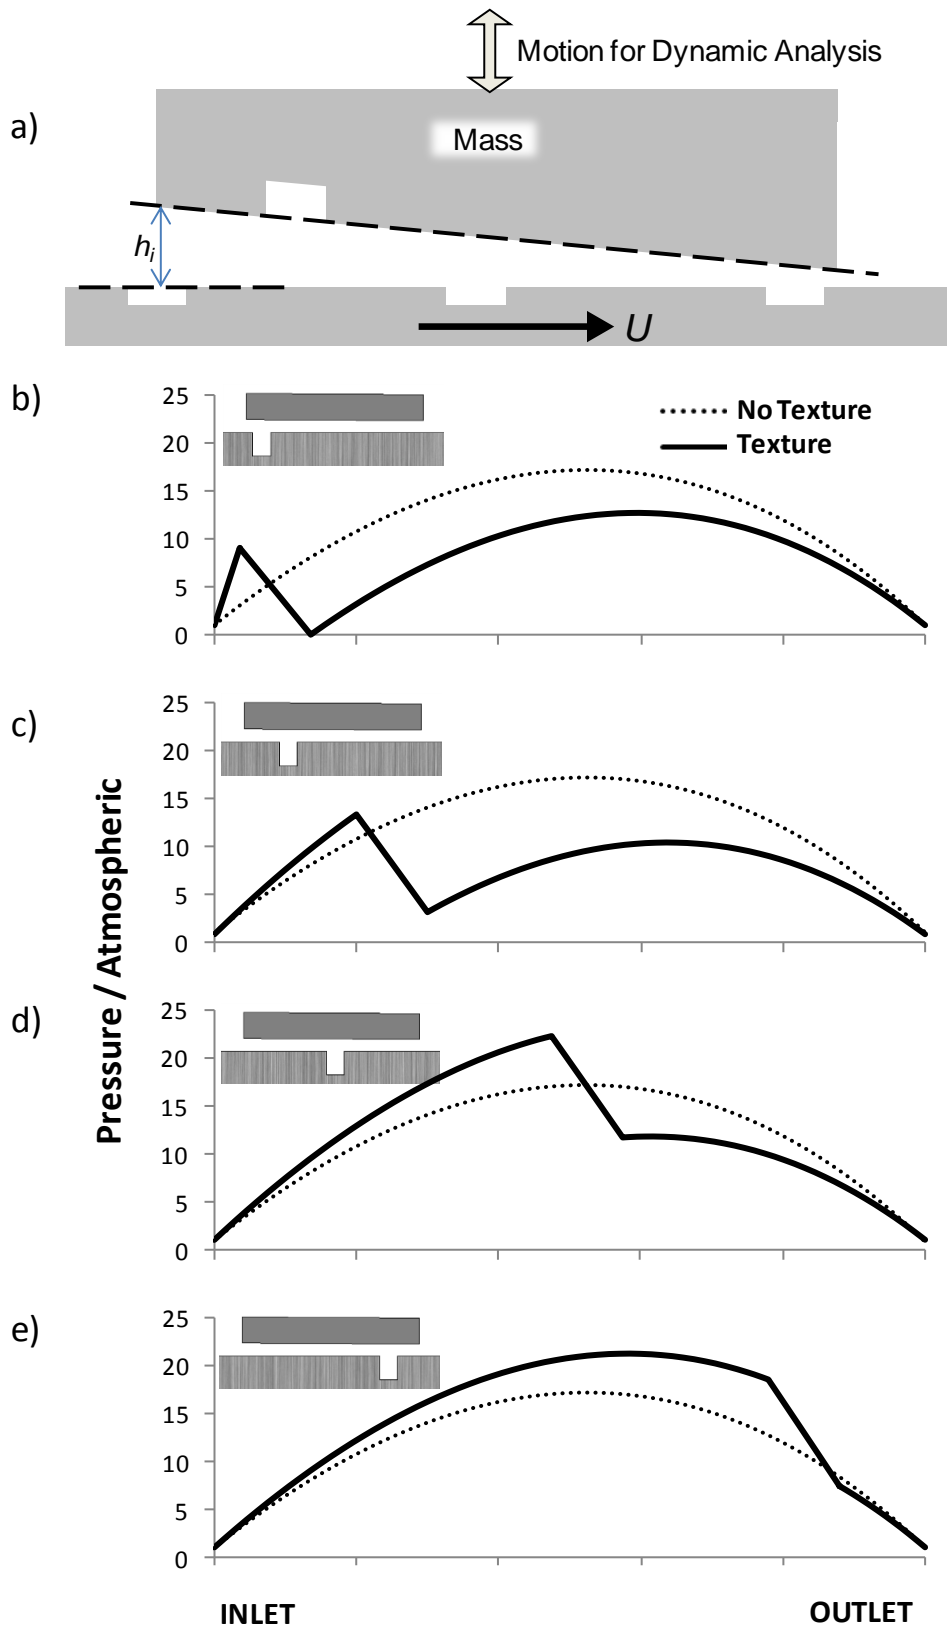 Motion for Dynamic Analysis
a)
Mass
hᵢ
U
b)
25
20
15
10
5
0
No Texture
Texture
c)
25
20
15
10
5
0
Pressure / Atmospheric
d)
25
20
15
10
5
0
e)
25
20
15
10
5
0
INLET
OUTLET